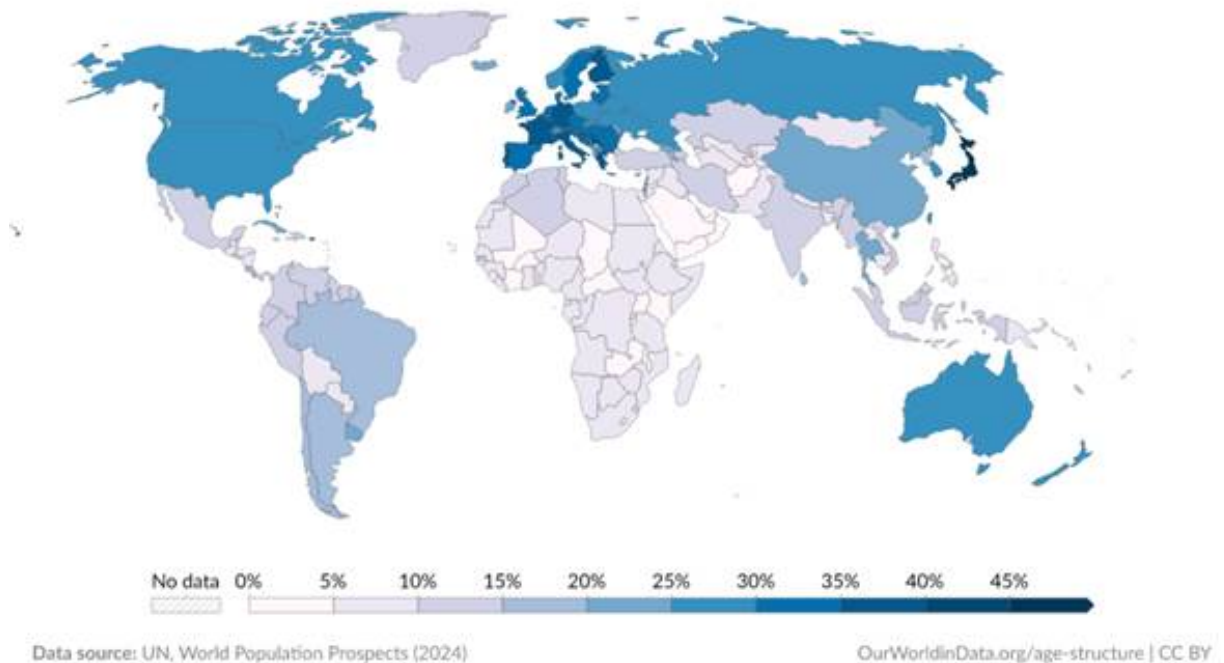 No data 0% 5% 10% 15% 20% 25% 30% 35% 40% 45%
Data source: UN, World Population Prospects (2024) OurWorldinData.org/age-structure | CC BY